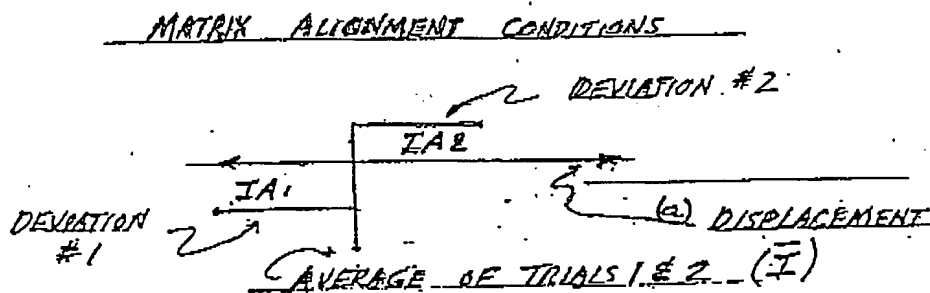 MATRIX ALIGNMENT CONDITIONS
DEVIATION #2
IA2
IA1
DEVIATION
#1
(a) DISPLACEMENT
AVERAGE OF TRIALS 1 & 2 (Ī)